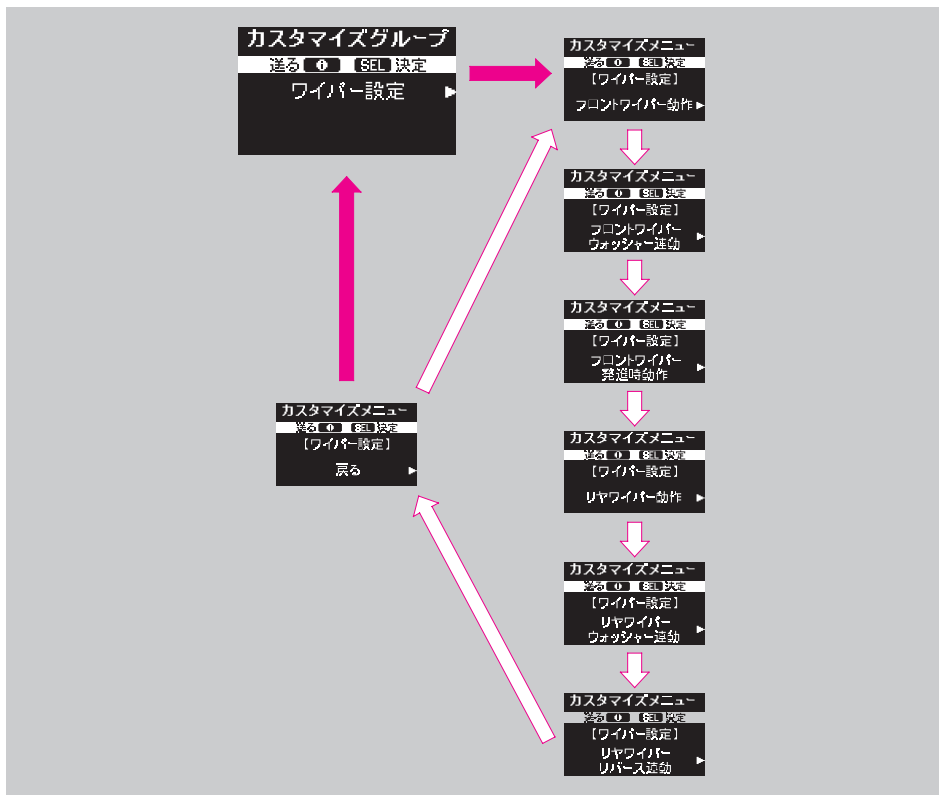 カスタマイズグループ
送る i SEL 決定
ワイパー設定 ▶
カスタマイズメニュー
送る i SEL 決定
【ワイパー設定】
フロントワイパー動作 ▶
カスタマイズメニュー
送る i SEL 決定
【ワイパー設定】
フロントワイパー
ウォッシャー連動 ▶
カスタマイズメニュー
送る i SEL 決定
【ワイパー設定】
フロントワイパー
発進時動作 ▶
カスタマイズメニュー
送る i SEL 決定
【ワイパー設定】
リヤワイパー動作 ▶
カスタマイズメニュー
送る i SEL 決定
【ワイパー設定】
リヤワイパー
ウォッシャー連動 ▶
カスタマイズメニュー
送る i SEL 決定
【ワイパー設定】
リヤワイパー
リバース連動 ▶
カスタマイズメニュー
送る i SEL 決定
【ワイパー設定】
戻る ▶